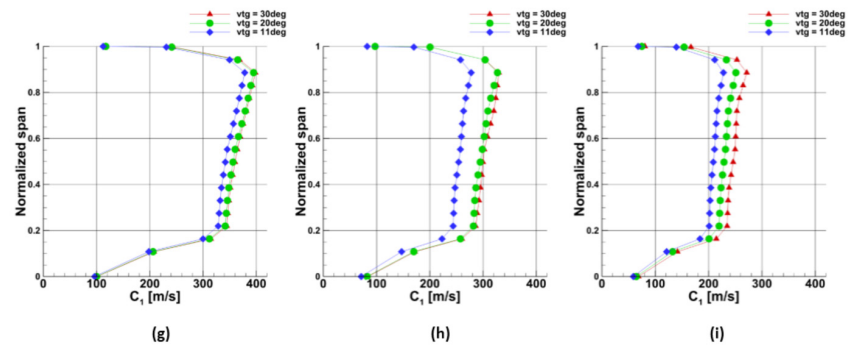 vtg = 30deg
vtg = 20deg
vtg = 11deg
vtg = 30deg
vtg = 20deg
vtg = 11deg
vtg = 30deg
vtg = 20deg
vtg = 11deg
Normalized span
1
0.8
0.6
0.4
0.2
0
100 200 300 400
C₁ [m/s]
(g)
Normalized span
1
0.8
0.6
0.4
0.2
0
100 200 300 400
C₁ [m/s]
(h)
Normalized span
1
0.8
0.6
0.4
0.2
0
100 200 300 400
C₁ [m/s]
(i)